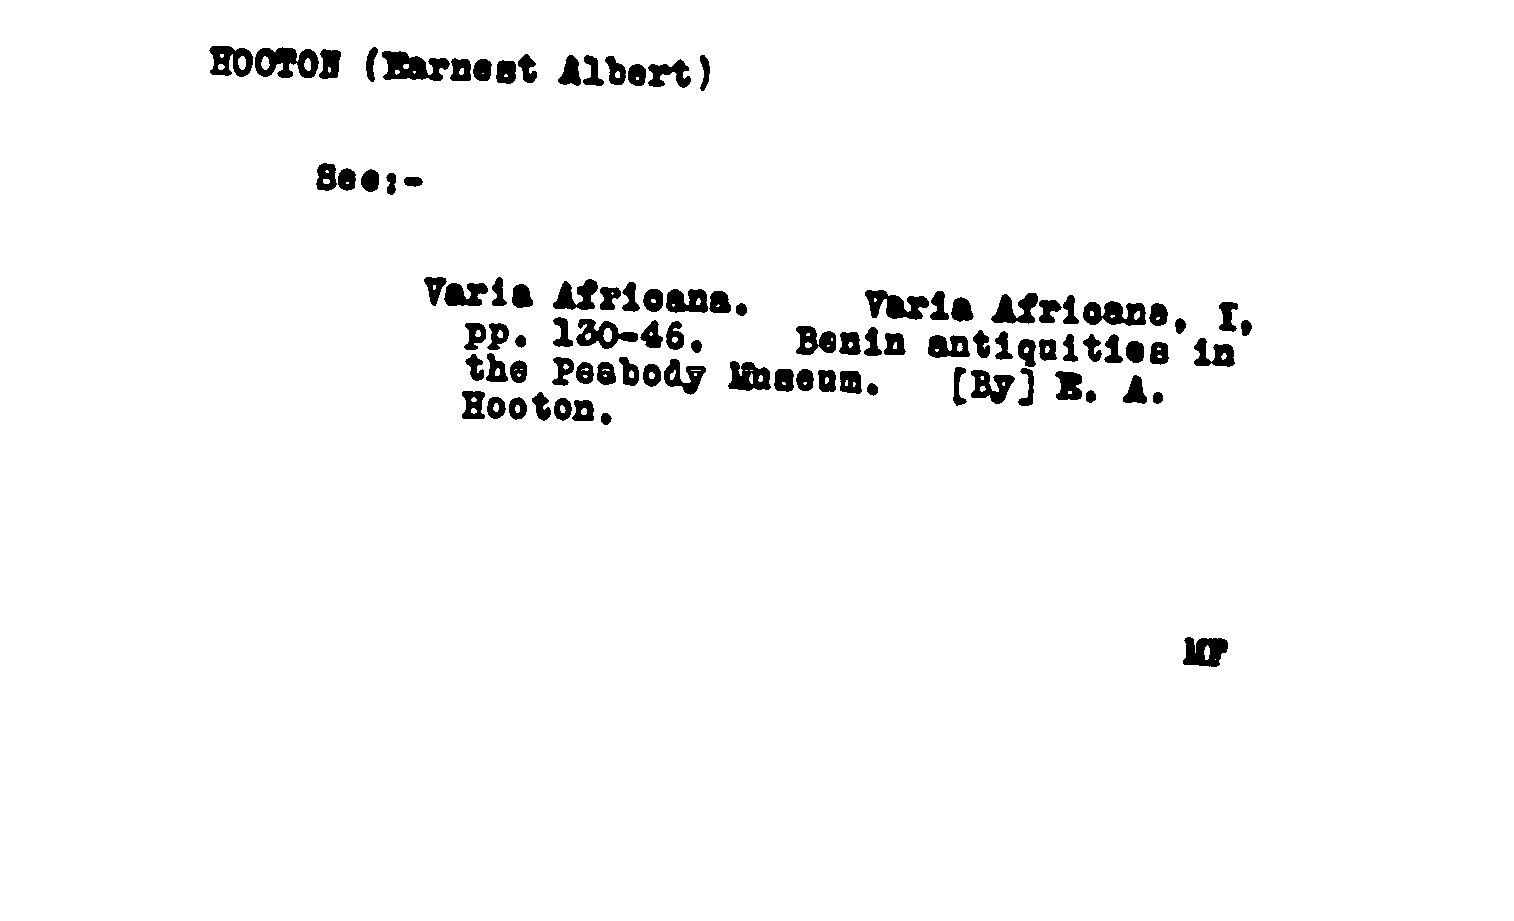 HOOTON (Earnest Albert)
See:-
Varia Africana. Varia Africana, I,
pp. 130-46. Benin antiquities in
the Peabody Museum. [By] E. A.
Hooton.
MF